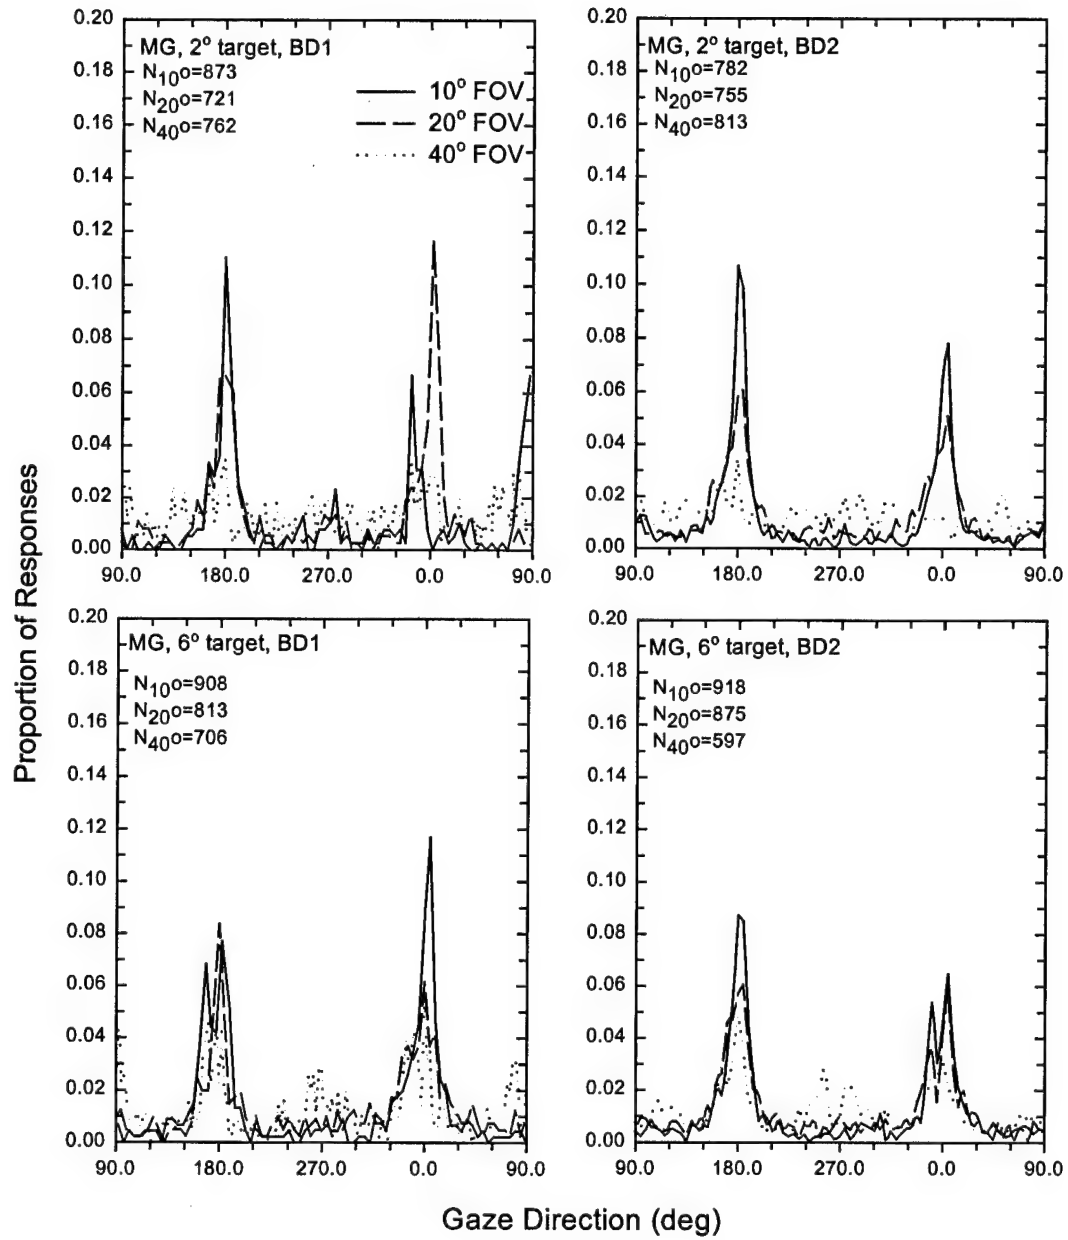 MG, 2° target, BD1
N10o=873
N20o=721
N40o=762
10° FOV
20° FOV
40° FOV
0.20
0.18
0.16
0.14
0.12
0.10
0.08
0.06
0.04
0.02
0.00
90.0 180.0 270.0 0.0 90.0
MG, 2° target, BD2
N10o=782
N20o=755
N40o=813
0.20
0.18
0.16
0.14
0.12
0.10
0.08
0.06
0.04
0.02
0.00
90.0 180.0 270.0 0.0 90.0
MG, 6° target, BD1
N10o=908
N20o=813
N40o=706
0.20
0.18
0.16
0.14
0.12
0.10
0.08
0.06
0.04
0.02
0.00
90.0 180.0 270.0 0.0 90.0
MG, 6° target, BD2
N10o=918
N20o=875
N40o=597
0.20
0.18
0.16
0.14
0.12
0.10
0.08
0.06
0.04
0.02
0.00
90.0 180.0 270.0 0.0 90.0
Proportion of Responses
Gaze Direction (deg)